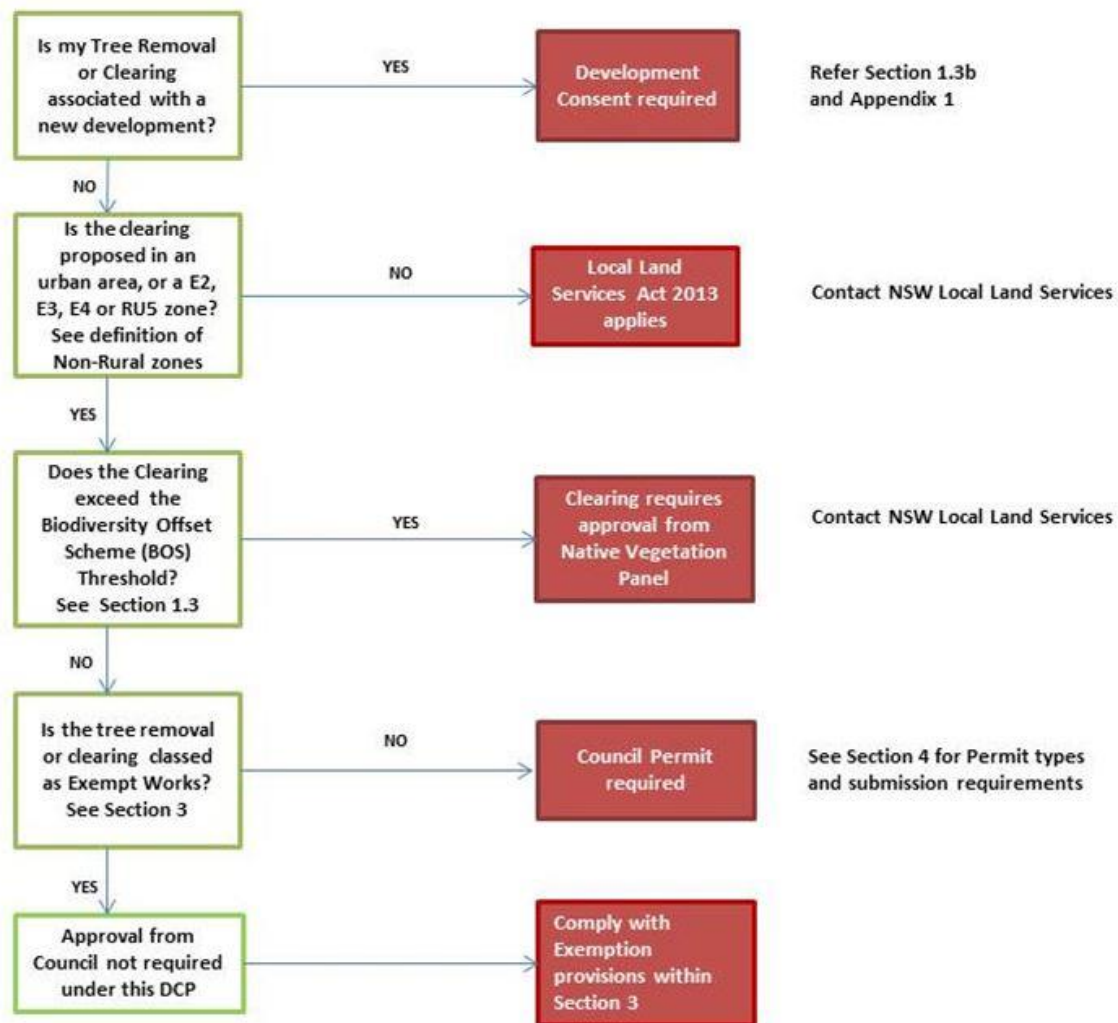 Is my Tree Removal
or Clearing
associated with a
new development?
YES
Development
Consent required
Refer Section 1.3b
and Appendix 1
NO
Is the clearing
proposed in an
urban area, or a E2,
E3, E4 or RU5 zone?
See definition of
Non-Rural zones
NO
Local Land
Services Act 2013
applies
Contact NSW Local Land Services
YES
Does the Clearing
exceed the
Biodiversity Offset
Scheme (BOS)
Threshold?
See Section 1.3
YES
Clearing requires
approval from
Native Vegetation
Panel
Contact NSW Local Land Services
NO
Is the tree removal
or clearing classed
as Exempt Works?
See Section 3
NO
Council Permit
required
See Section 4 for Permit types
and submission requirements
YES
Approval from
Council not required
under this DCP
Comply with
Exemption
provisions within
Section 3